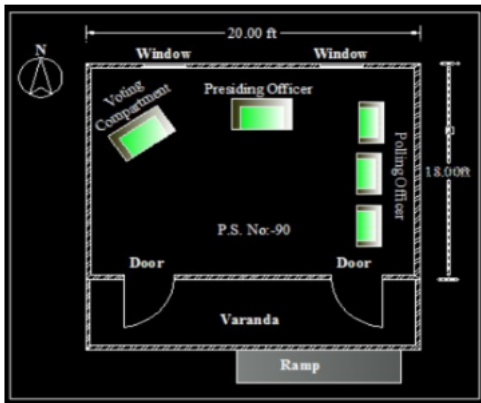 20.00 ft
N
Window
Window
Voting
Compartment
Presiding Officer
Polling Officer
18.00ft
P.S. No:-90
Door
Door
Varanda
Ramp